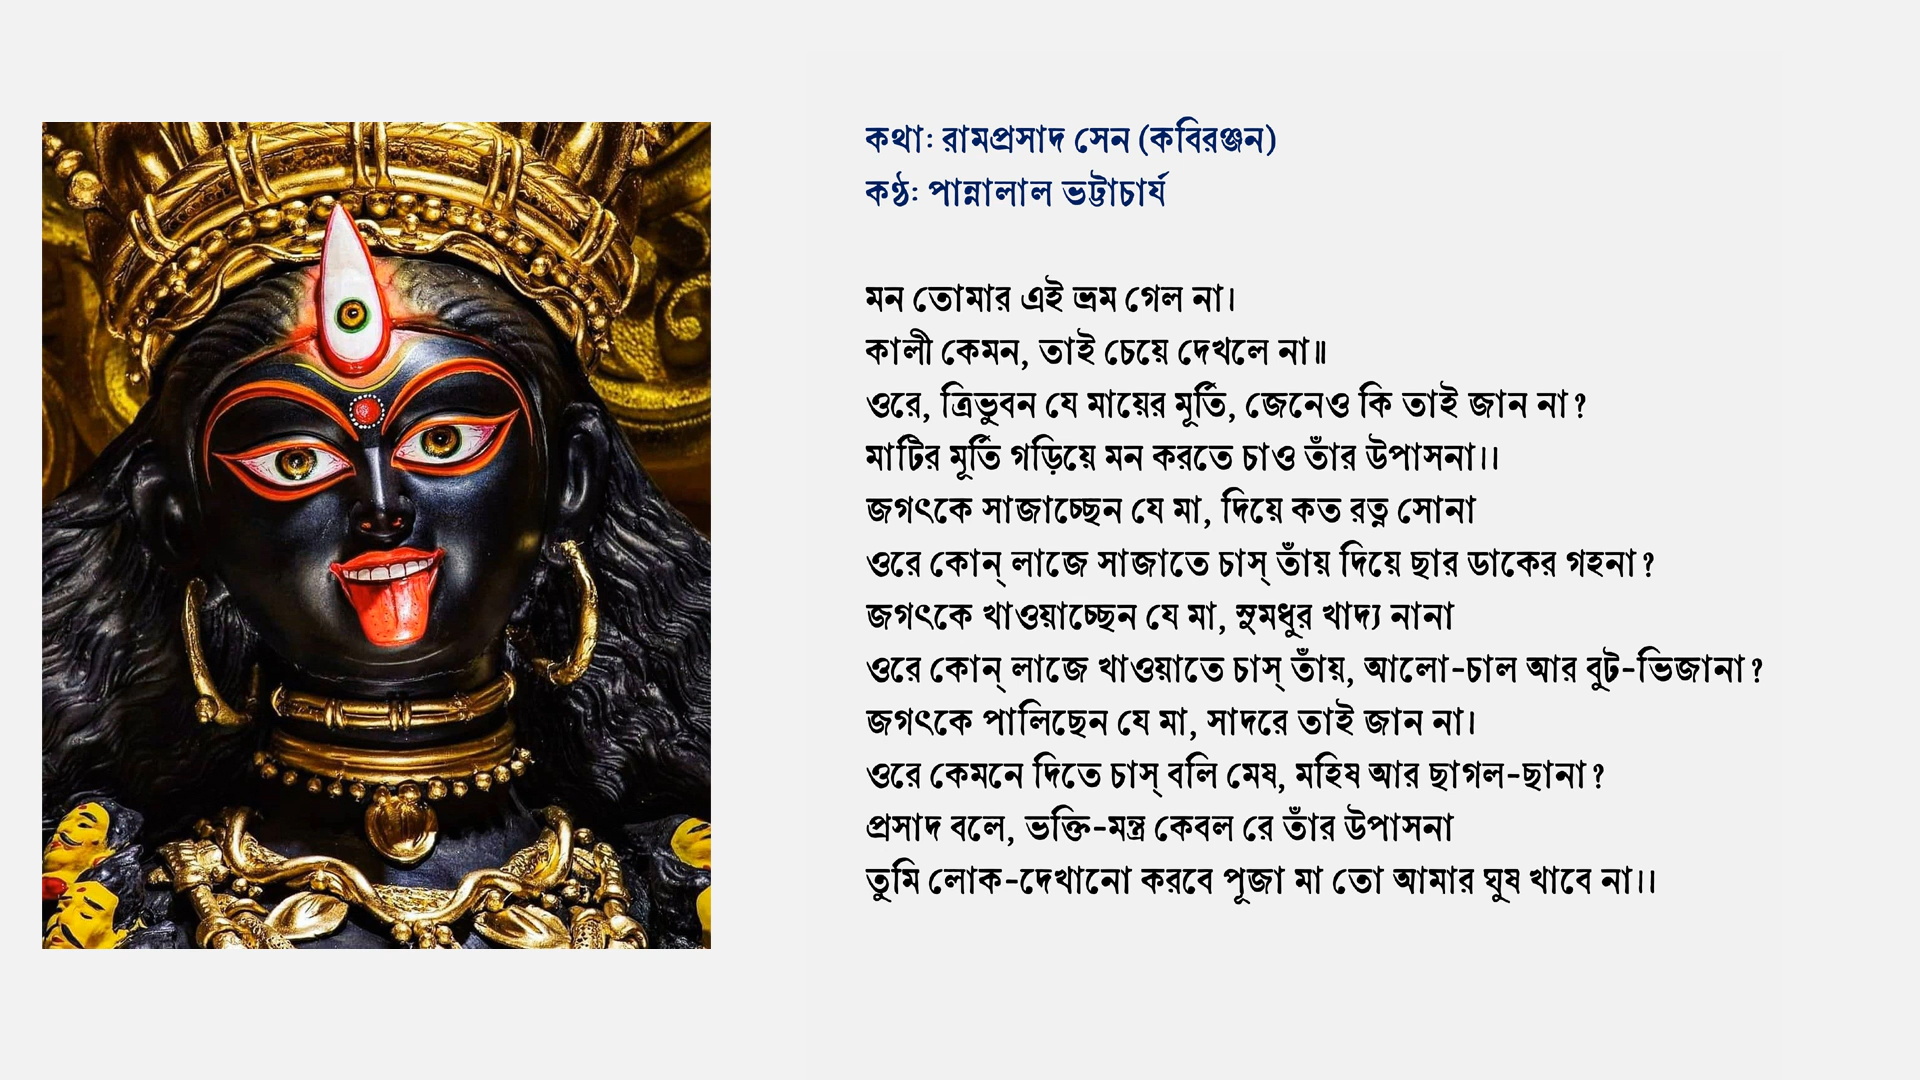 কথা: রামপ্রসাদ সেন (কবিরঞ্জন)
কণ্ঠ: পান্নালাল ভট্টাচার্য
মন তোমার এই ভ্রম গেল না।
কালী কেমন, তাই চেয়ে দেখলে না॥
ওরে, ত্রিভুবন যে মায়ের মূর্তি, জেনেও কি তাই জান না?
মাটির মূর্তি গড়িয়ে মন করতে চাও তাঁর উপাসনা।।
জগৎকে সাজাচ্ছেন যে মা, দিয়ে কত রত্ন সোনা
ওরে কোন্ লাজে সাজাতে চাস্ তাঁয় দিয়ে ছার ডাকের গহনা?
জগৎকে খাওয়াচ্ছেন যে মা, সুমধুর খাদ্য নানা
ওরে কোন্ লাজে খাওয়াতে চাস্ তাঁয়, আলো-চাল আর বুট-ভিজানা?
জগৎকে পালিছেন যে মা, সাদরে তাই জান না।
ওরে কেমনে দিতে চাস্ বলি মেষ, মহিষ আর ছাগল-ছানা?
প্রসাদ বলে, ভক্তি-মন্ত্র কেবল রে তাঁর উপাসনা
তুমি লোক-দেখানো করবে পূজা মা তো আমার ঘুষ খাবে না।।